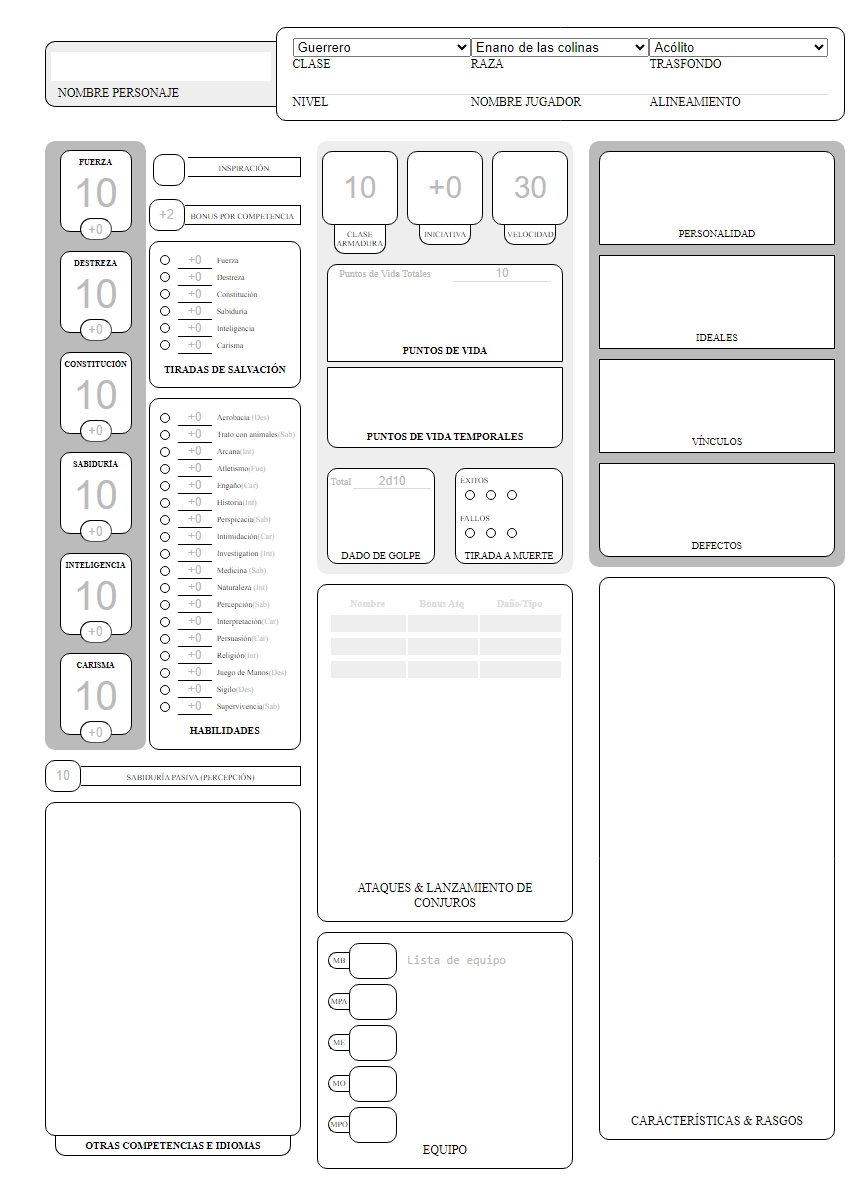 Guerrero Enano de las colinas Acólito
CLASE RAZA TRASFONDO
NOMBRE PERSONAJE
NIVEL NOMBRE JUGADOR ALINEAMIENTO
FUERZA
10
+0
DESTREZA
10
+0
CONSTITUCIÓN
10
+0
SABIDURÍA
10
+0
INTELIGENCIA
10
+0
CARISMA
10
+0
INSPIRACIÓN
+2 BONUS POR COMPETENCIA
+0 Fuerza
+0 Destreza
+0 Constitución
+0 Sabiduría
+0 Inteligencia
+0 Carisma
TIRADAS DE SALVACIÓN
+0 Acrobacia (Des)
+0 Trato con animales(Sab)
+0 Arcana(Int)
+0 Atletismo(Fue)
+0 Engaño(Car)
+0 Historia(Int)
+0 Perspicacia(Sab)
+0 Intimidación(Car)
+0 Investigation (Int)
+0 Medicina (Sab)
+0 Naturaleza (Int)
+0 Percepción(Sab)
+0 Interpretación(Car)
+0 Persuasión(Car)
+0 Religión(Int)
+0 Juego de Manos(Des)
+0 Sigilo(Des)
+0 Supervivencia(Sab)
HABILIDADES
10 SABIDURÍA PASIVA (PERCEPCIÓN)
OTRAS COMPETENCIAS E IDIOMAS
10 +0 30
CLASE
ARMADURA
INICIATIVA
VELOCIDAD
Puntos de Vida Totales 10
PUNTOS DE VIDA
PUNTOS DE VIDA TEMPORALES
Total 2d10
DADO DE GOLPE
ÉXITOS
FALLOS
TIRADA A MUERTE
Nombre Bonus Atq Daño/Tipo
ATAQUES & LANZAMIENTO DE
CONJUROS
MB
MPA
ME
MO
MPO
Lista de equipo
EQUIPO
PERSONALIDAD
IDEALES
VÍNCULOS
DEFECTOS
CARACTERÍSTICAS & RASGOS